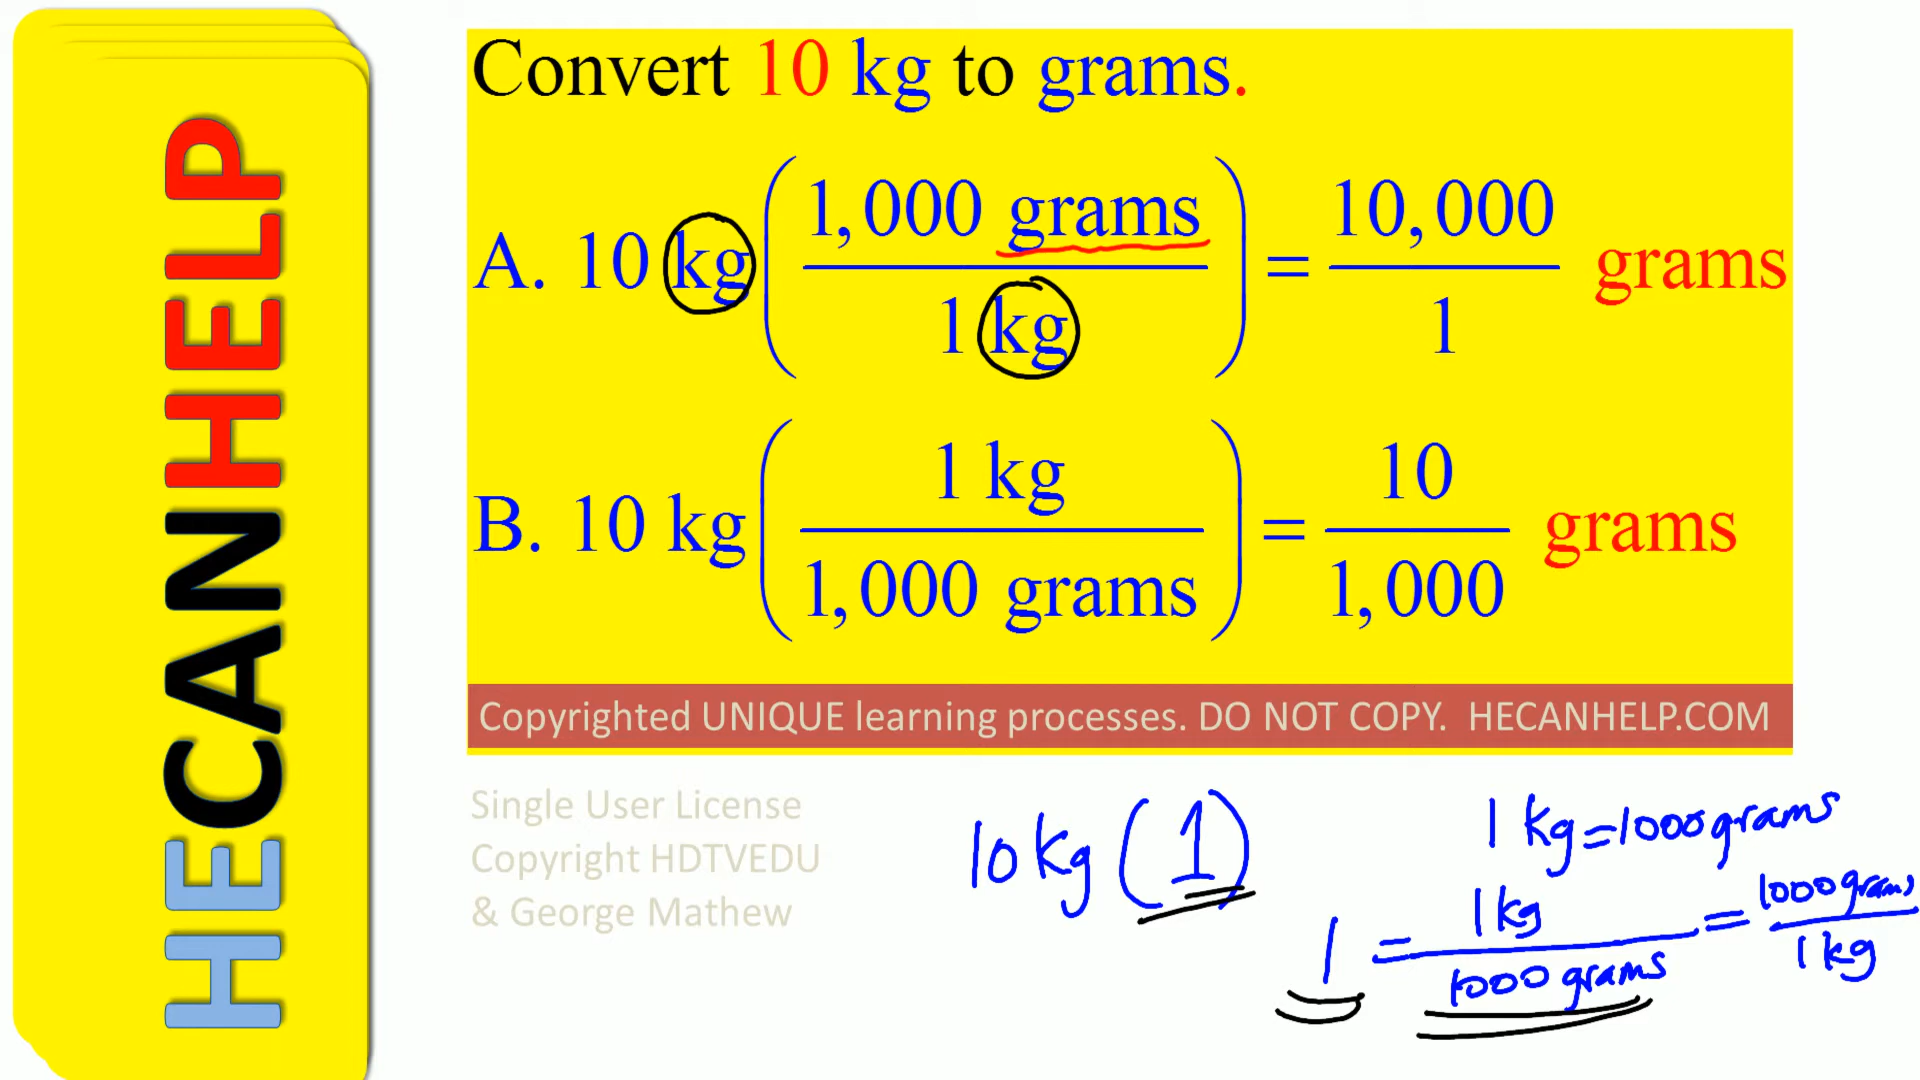 HECANHELP
Convert 10 kg to grams.
A. 10 kg ( 1,000 grams / 1 kg ) = 10,000 / 1 grams
B. 10 kg ( 1 kg / 1,000 grams ) = 10 / 1,000 grams
Copyrighted UNIQUE learning processes. DO NOT COPY. HECANHELP.COM
Single User License
Copyright HDTVEDU
& George Mathew
10 kg ( 1 )
1 kg = 1000 grams
1 = 1 kg / 1000 grams = 1000 grams / 1 kg